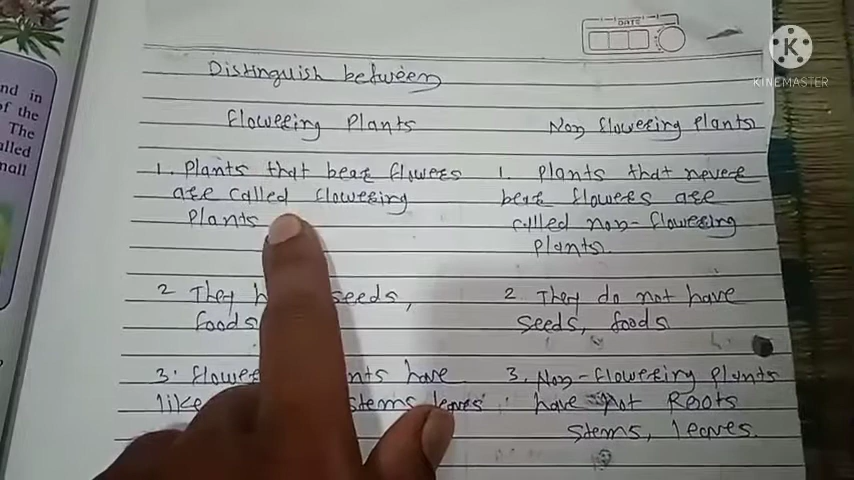 nd in
of the
The
alled
mall
DATE
KINEMASTER
Distinguish between
flowering Plants
Non flowering plants
1. Plants that bear flowers
are called flowering
Plants
1. Plants that never
bear flowers are
called non-flowering
plants.
2 They h seeds,
foods
2. They do not have
seeds, foods
3. flowe nts have
like stems leaves
3. Non-flowering plants
have not Roots
stems, leaves.